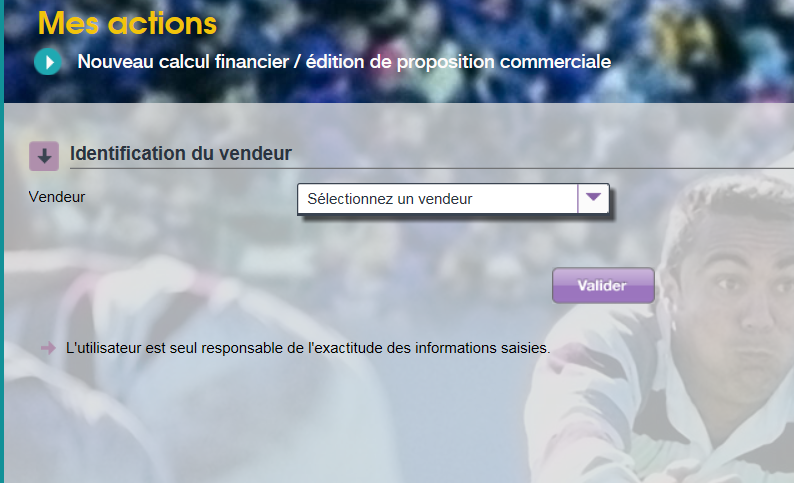 Mes actions
Nouveau calcul financier / édition de proposition commerciale
Identification du vendeur
Vendeur
Sélectionnez un vendeur
Valider
L'utilisateur est seul responsable de l'exactitude des informations saisies.